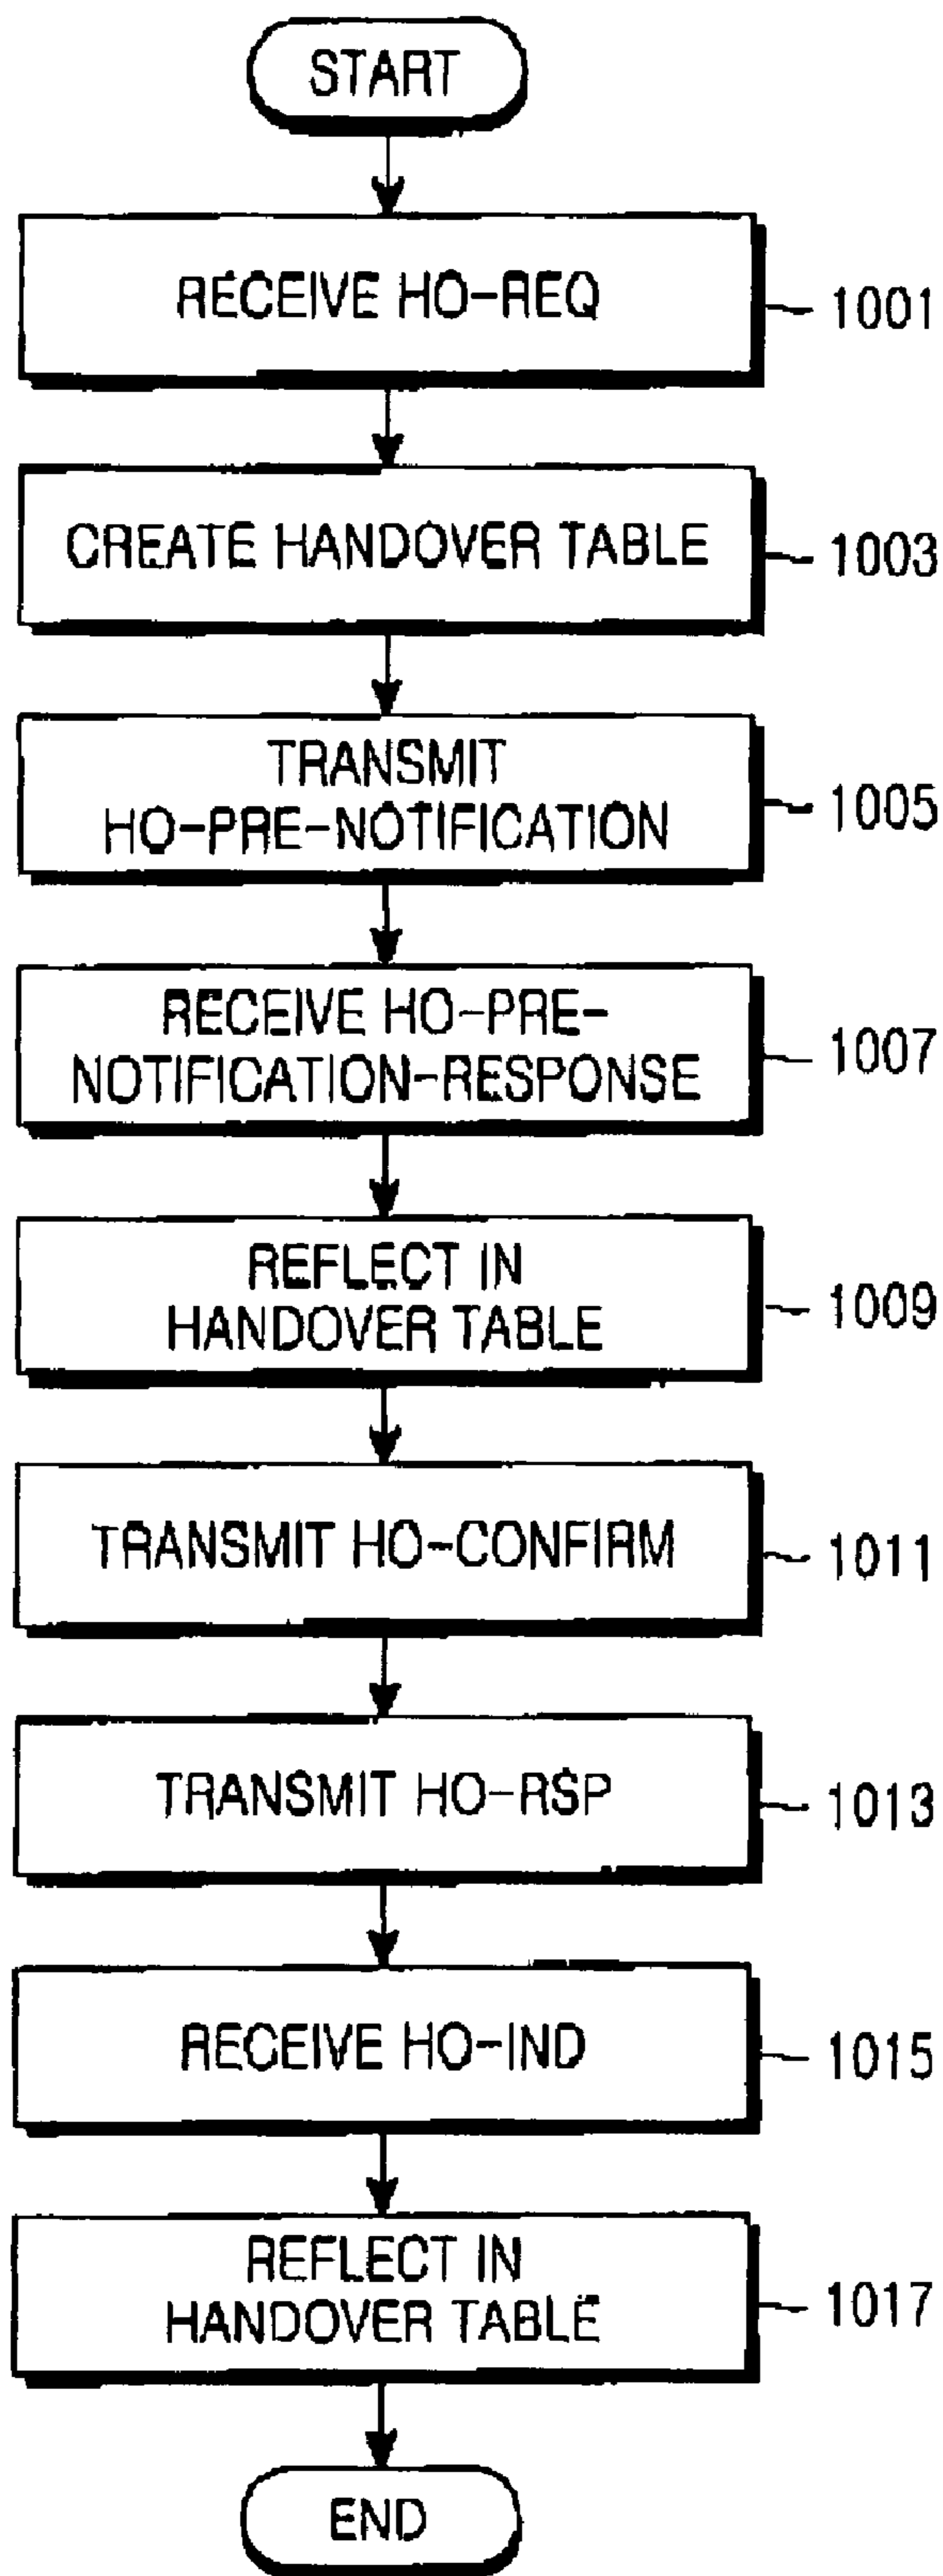 START
RECEIVE HO-REQ
1001
CREATE HANDOVER TABLE
1003
TRANSMIT
HO-PRE-NOTIFICATION
1005
RECEIVE HO-PRE-
NOTIFICATION-RESPONSE
1007
REFLECT IN
HANDOVER TABLE
1009
TRANSMIT HO-CONFIRM
1011
TRANSMIT HO-RSP
1013
RECEIVE HO-IND
1015
REFLECT IN
HANDOVER TABLE
1017
END